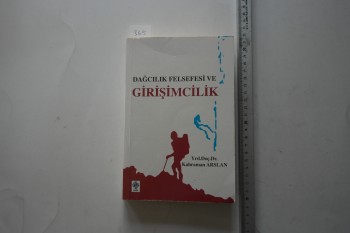 DAĞCILIK FELSEFESİ VE
GİRİŞİMCİLİK
Yrd.Doç.Dr.
Kahraman ARSLAN